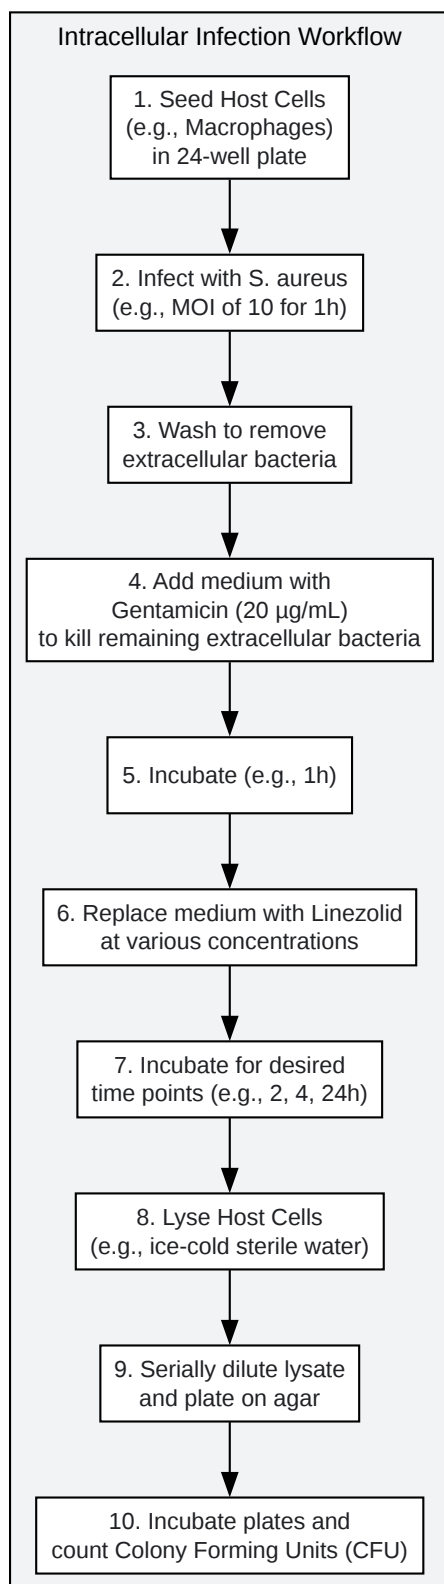 Intracellular Infection Workflow
1. Seed Host Cells
(e.g., Macrophages)
in 24-well plate
2. Infect with S. aureus
(e.g., MOI of 10 for 1h)
3. Wash to remove
extracellular bacteria
4. Add medium with
Gentamicin (20 µg/mL)
to kill remaining extracellular bacteria
5. Incubate (e.g., 1h)
6. Replace medium with Linezolid
at various concentrations
7. Incubate for desired
time points (e.g., 2, 4, 24h)
8. Lyse Host Cells
(e.g., ice-cold sterile water)
9. Serially dilute lysate
and plate on agar
10. Incubate plates and
count Colony Forming Units (CFU)